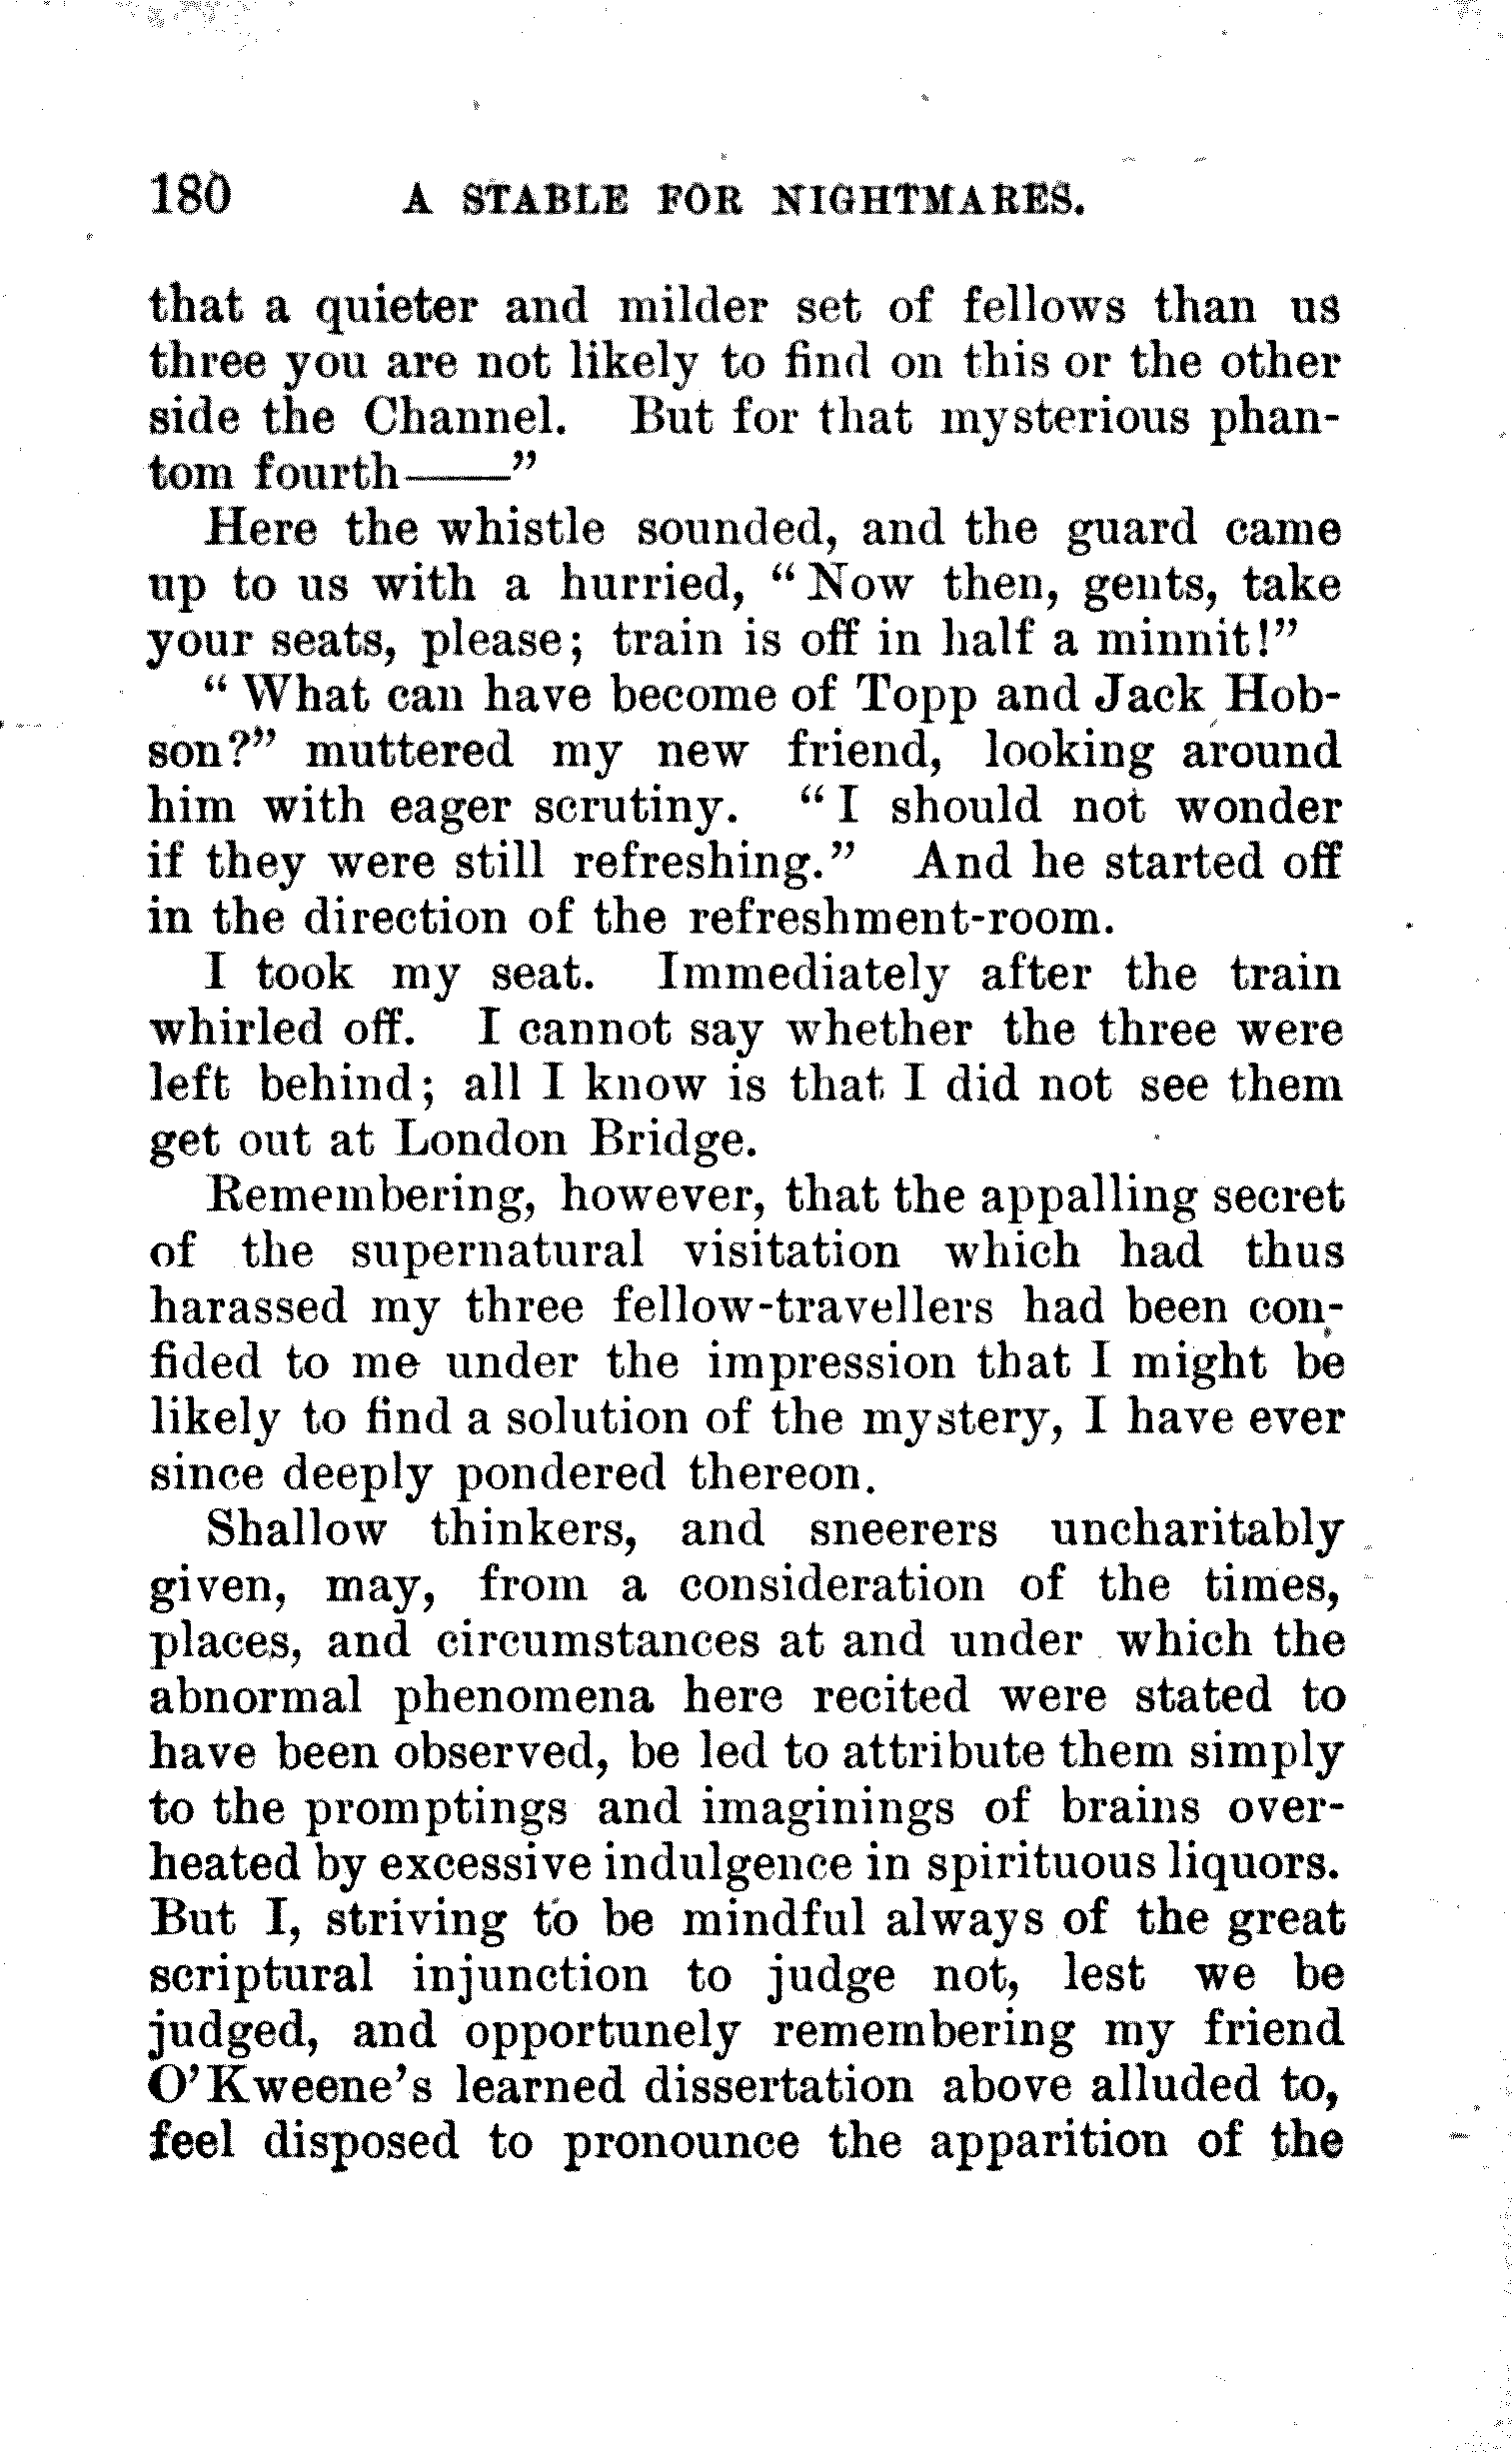 180 A STABLE FOR NIGHTMARES.
that a quieter and milder set of fellows than us
three you are not likely to find on this or the other
side the Channel. But for that mysterious phan-
tom fourth——”
Here the whistle sounded, and the guard came
up to us with a hurried, “Now then, gents, take
your seats, please; train is off in half a minnit!”
“What can have become of Topp and Jack Hob-
son?” muttered my new friend, looking around
him with eager scrutiny. “I should not wonder
if they were still refreshing.” And he started off
in the direction of the refreshment-room.
I took my seat. Immediately after the train
whirled off. I cannot say whether the three were
left behind; all I know is that I did not see them
get out at London Bridge.
Remembering, however, that the appalling secret
of the supernatural visitation which had thus
harassed my three fellow-travellers had been con-
fided to me under the impression that I might be
likely to find a solution of the mystery, I have ever
since deeply pondered thereon.
Shallow thinkers, and sneerers uncharitably
given, may, from a consideration of the times,
places, and circumstances at and under which the
abnormal phenomena here recited were stated to
have been observed, be led to attribute them simply
to the promptings and imaginings of brains over-
heated by excessive indulgence in spirituous liquors.
But I, striving to be mindful always of the great
scriptural injunction to judge not, lest we be
judged, and opportunely remembering my friend
O’Kweene’s learned dissertation above alluded to,
feel disposed to pronounce the apparition of the